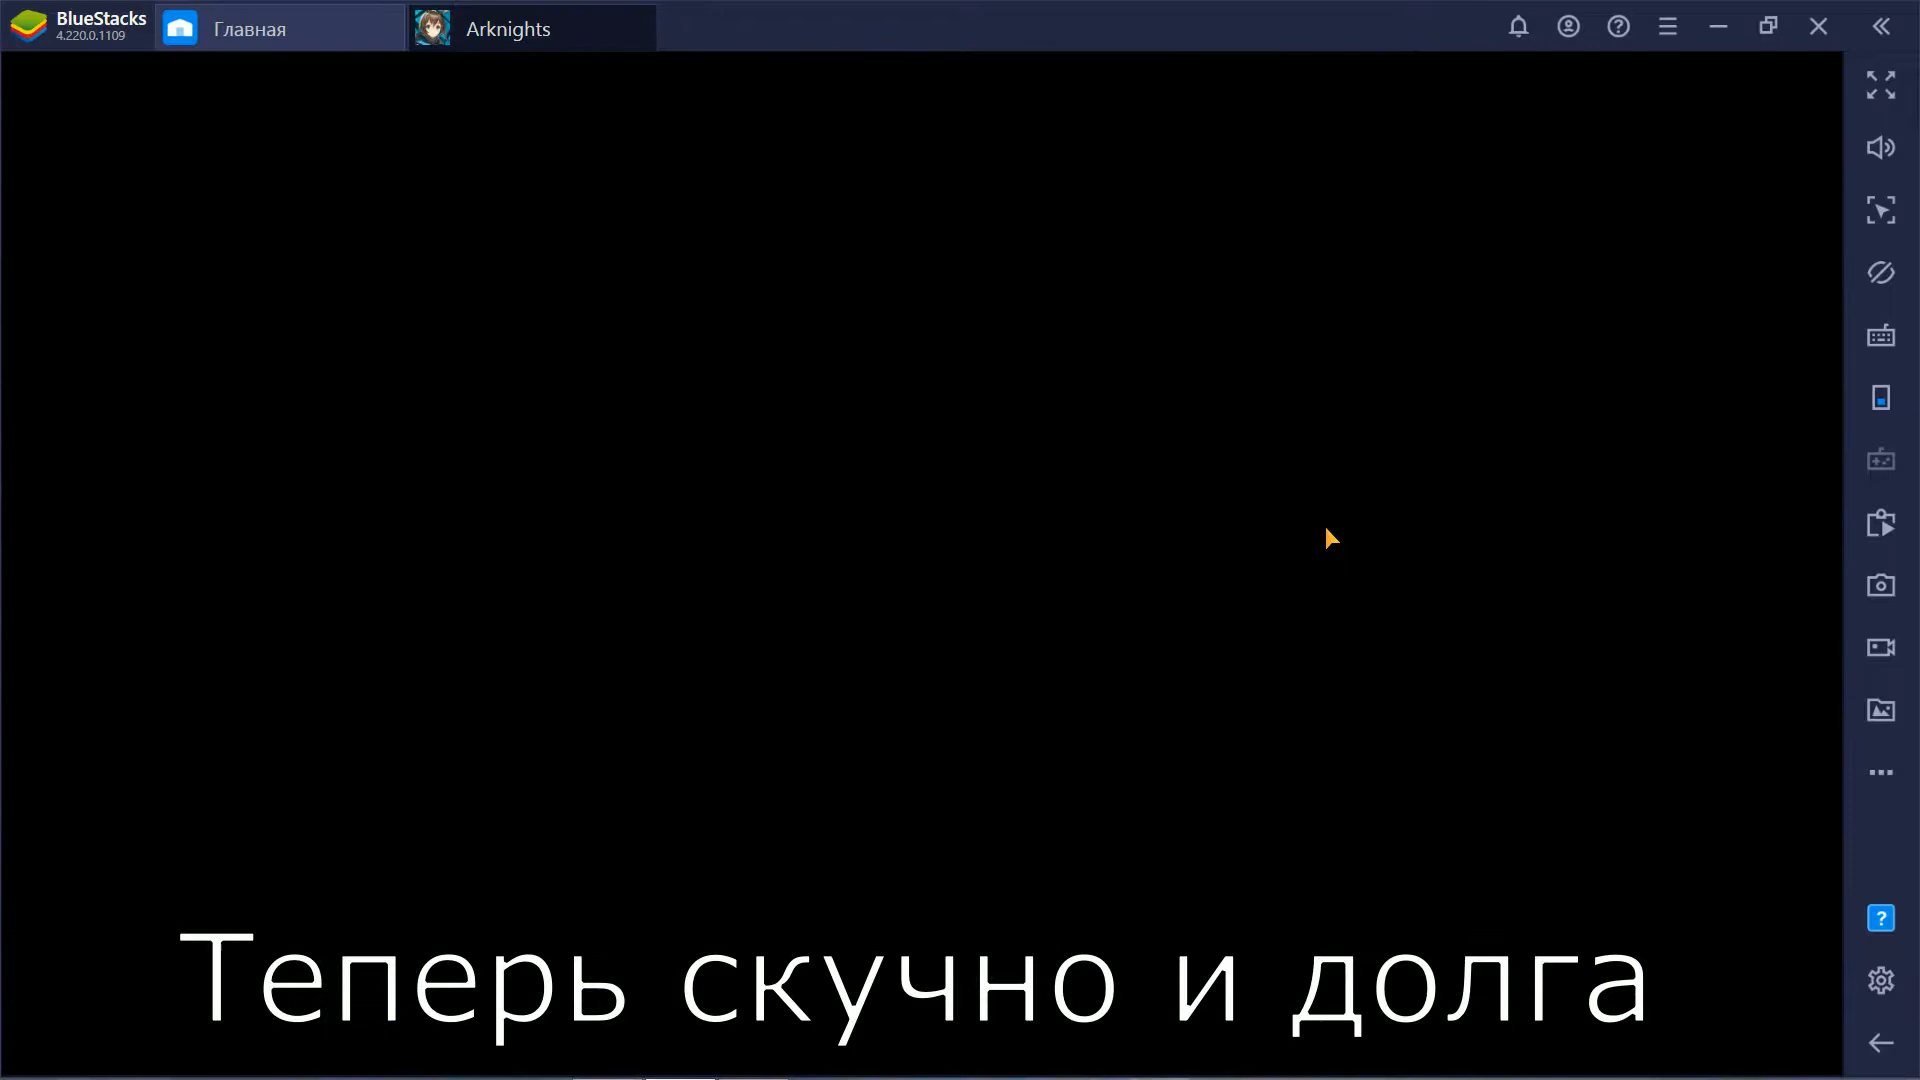 BlueStacks
4.220.0.1109
Главная
Arknights
?
Теперь скучно и долга